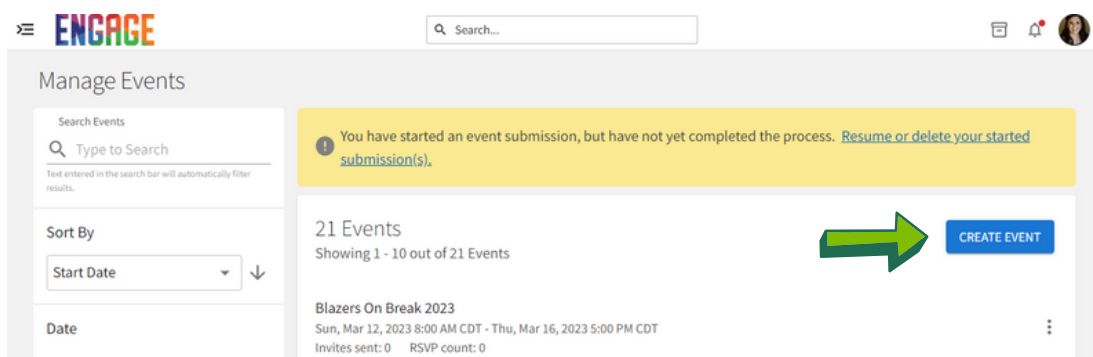 ENGAGE
Search...
Manage Events
Search Events
Type to Search
Text entered in the search bar will automatically filter
results.
Sort By
Start Date
Date
You have started an event submission, but have not yet completed the process. Resume or delete your started
submission(s).
21 Events
Showing 1 - 10 out of 21 Events
CREATE EVENT
Blazers On Break 2023
Sun, Mar 12, 2023 8:00 AM CDT - Thu, Mar 16, 2023 5:00 PM CDT
Invites sent: 0 RSVP count: 0